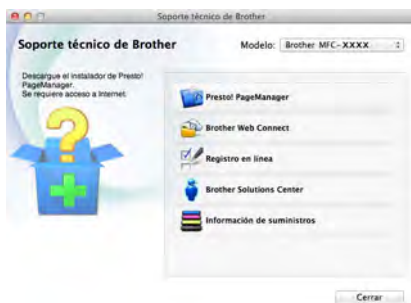 Soporte técnico de Brother
Soporte técnico de Brother
Modelo: Brother MFC-XXXX
Descargue el instalador de Presto!
PageManager.
Se requiere acceso a Internet.
Presto! PageManager
Brother Web Connect
Registro en línea
Brother Solutions Center
Información de suministros
Cerrar